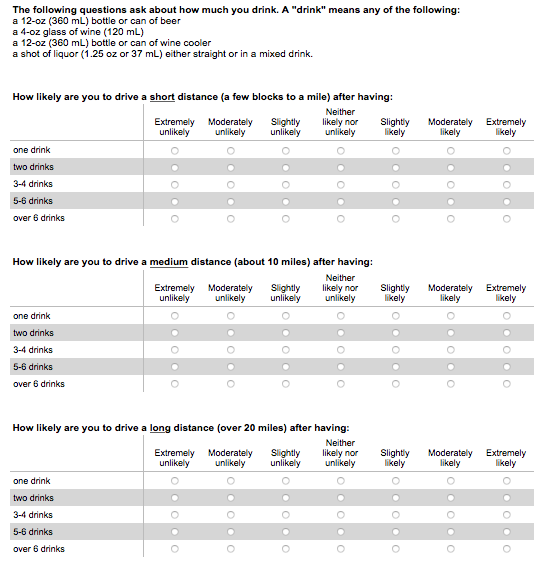 The following questions ask about how much you drink. A "drink" means any of the following:
a 12-oz (360 mL) bottle or can of beer
a 4-oz glass of wine (120 mL)
a 12-oz (360 mL) bottle or can of wine cooler
a shot of liquor (1.25 oz or 37 mL) either straight or in a mixed drink.
How likely are you to drive a short distance (a few blocks to a mile) after having:
Neither
Extremely Moderately Slightly likely nor Slightly Moderately Extremely
unlikely unlikely unlikely unlikely likely likely likely
one drink
two drinks
3-4 drinks
5-6 drinks
over 6 drinks
How likely are you to drive a medium distance (about 10 miles) after having:
Neither
Extremely Moderately Slightly likely nor Slightly Moderately Extremely
unlikely unlikely unlikely unlikely likely likely likely
one drink
two drinks
3-4 drinks
5-6 drinks
over 6 drinks
How likely are you to drive a long distance (over 20 miles) after having:
Neither
Extremely Moderately Slightly likely nor Slightly Moderately Extremely
unlikely unlikely unlikely unlikely likely likely likely
one drink
two drinks
3-4 drinks
5-6 drinks
over 6 drinks